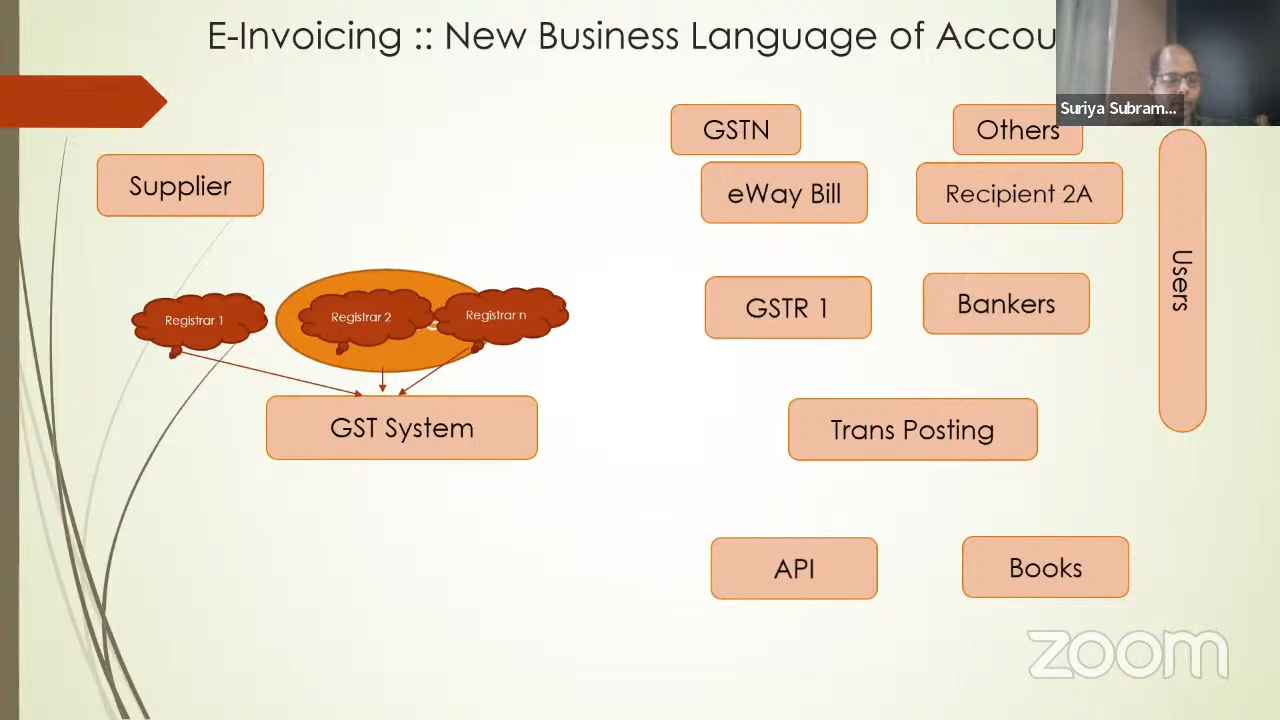 E-Invoicing :: New Business Language of Accou
Suriya Subram...
GSTN
Others
Supplier
eWay Bill
Recipient 2A
Users
Registrar 1
Registrar 2
Registrar n
GSTR 1
Bankers
GST System
Trans Posting
API
Books
zoom